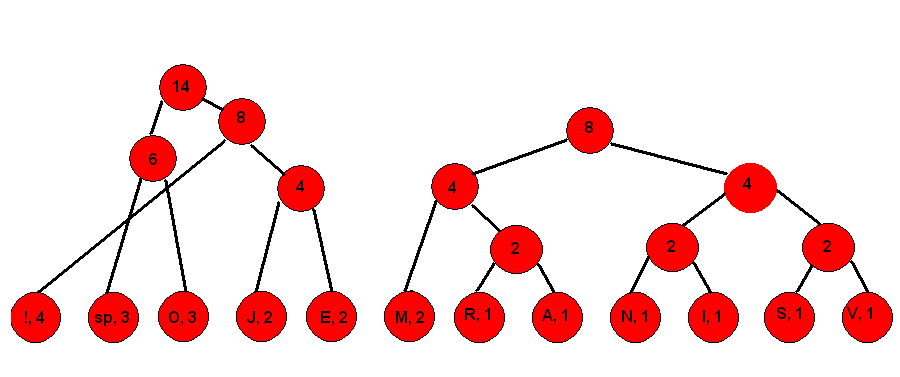 14
8
8
6
4
4
4
2
2
2
!, 4
sp, 3
O, 3
J, 2
E, 2
M, 2
R, 1
A, 1
N, 1
I, 1
S, 1
V, 1